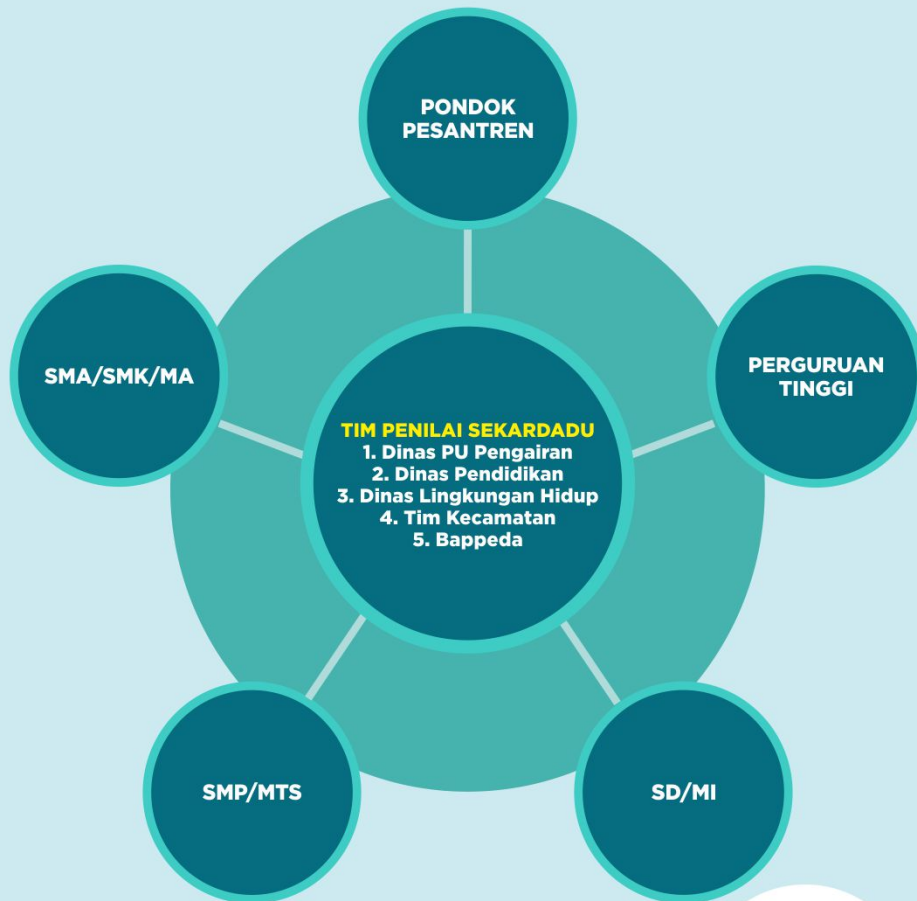 PONDOK
PESANTREN
SMA/SMK/MA
PERGURUAN
TINGGI
TIM PENILAI SEKARDADU
1. Dinas PU Pengairan
2. Dinas Pendidikan
3. Dinas Lingkungan Hidup
4. Tim Kecamatan
5. Bappeda
SMP/MTS
SD/MI